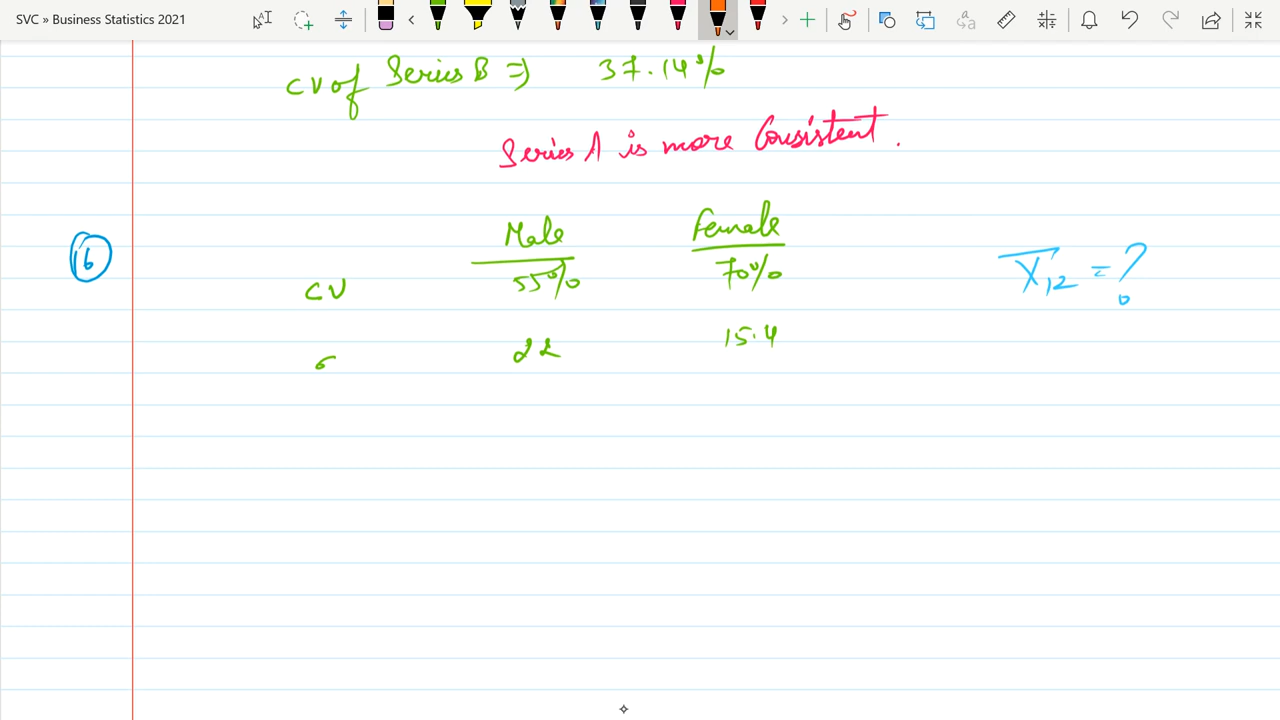 SVC » Business Statistics 2021
CV of Series B ⇒ 37.14%
Series A is more Consistent.
16
Male Female
CV 55% 70%
X̅12 = ?
σ 22 15.4